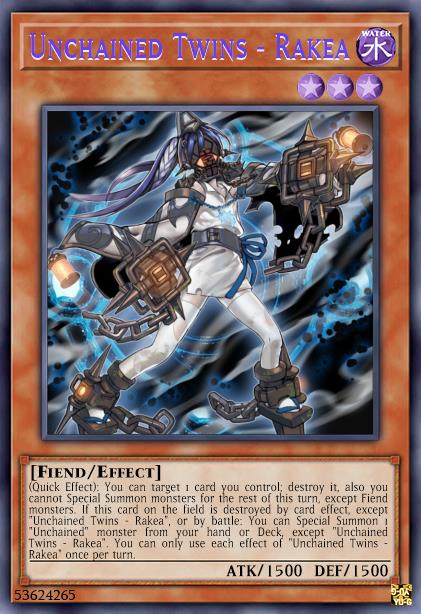 Unchained Twins - Rakea
WATER
水
[Fiend/Effect]
(Quick Effect): You can target 1 card you control; destroy it, also you
cannot Special Summon monsters for the rest of this turn, except Fiend
monsters. If this card on the field is destroyed by card effect, except
"Unchained Twins - Rakea", or by battle: You can Special Summon 1
"Unchained" monster from your hand or Deck, except "Unchained
Twins - Rakea". You can only use each effect of "Unchained Twins -
Rakea" once per turn.
ATK/1500 DEF/1500
53624265